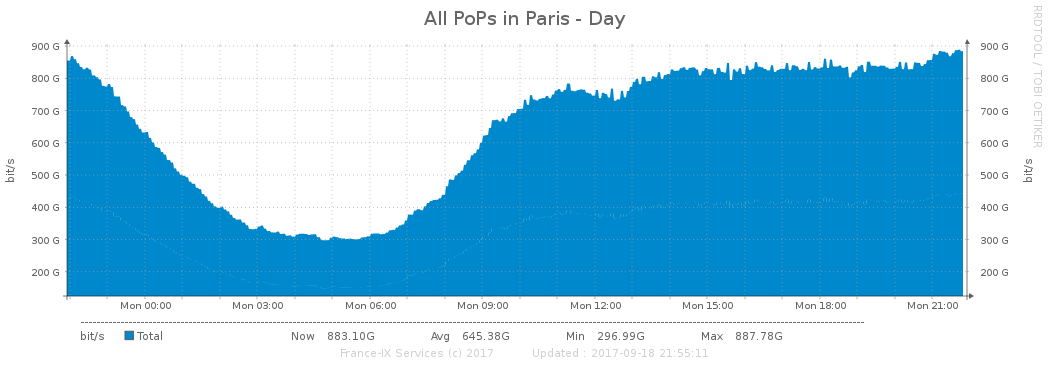 All PoPs in Paris - Day
RRDTOOL / TOBI OETIKER
900 G 900 G
800 G 800 G
700 G 700 G
600 G 600 G
500 G 500 G
400 G 400 G
300 G 300 G
200 G 200 G
bit/s
bit/s
Mon 00:00 Mon 03:00 Mon 06:00 Mon 09:00 Mon 12:00 Mon 15:00 Mon 18:00 Mon 21:00
bit/s Total Now 883.10G Avg 645.38G Min 296.99G Max 887.78G
France-IX Services (c) 2017 Updated : 2017-09-18 21:55:11